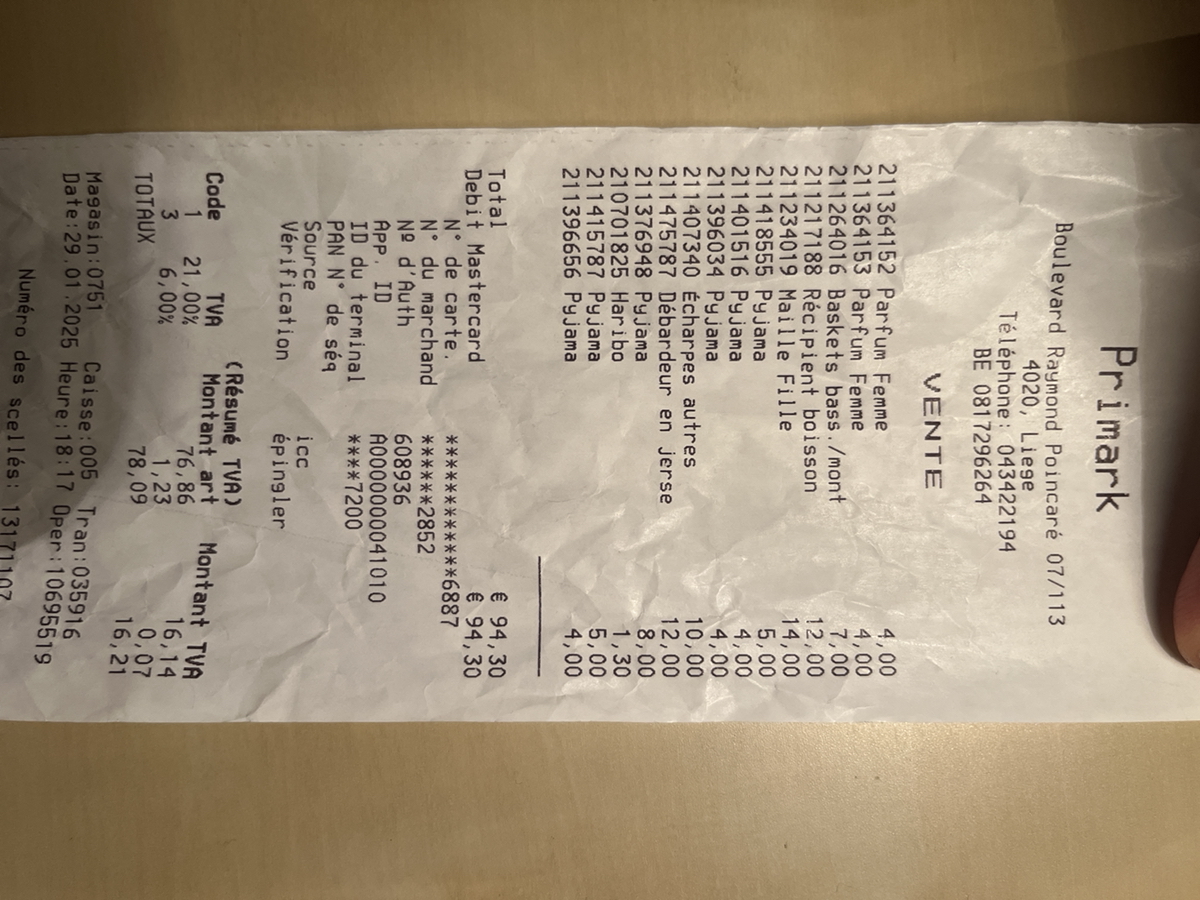 Primark
Boulevard Raymond Poincaré 07/113
4020, Liege
Téléphone: 043422194
BE 0817296264
VENTE
211364152 Parfum Femme 4,00
211364153 Parfum Femme 4,00
211264016 Baskets bass./mont 7,00
211217188 Récipient boisson 12,00
211234019 Maille Fille 14,00
211418555 Pyjama 5,00
211401516 Pyjama 4,00
211396034 Pyjama 4,00
211407340 Écharpes autres 10,00
211475787 Débardeur en jerse 12,00
211376948 Pyjama 8,00
210701825 Haribo 1,30
211415787 Pyjama 5,00
211396656 Pyjama 4,00
Total € 94,30
Debit Mastercard € 94,30
N° de carte. ************6887
N° du marchand ******2852
Nº d'Auth 608936
App. ID A0000000041010
ID du terminal ****7200
PAN N° de séq
Source icc
Vérification épingler
(Résumé TVA)
Code TVA Montant art Montant TVA
1 21,00% 76,86 16,14
3 6,00% 1,23 0,07
TOTAUX 78,09 16,21
Magasin:0751 Caisse:005 Tran:035916
Date:29.01.2025 Heure:18:17 Oper:10695519
Numéro des scellés: 13171107